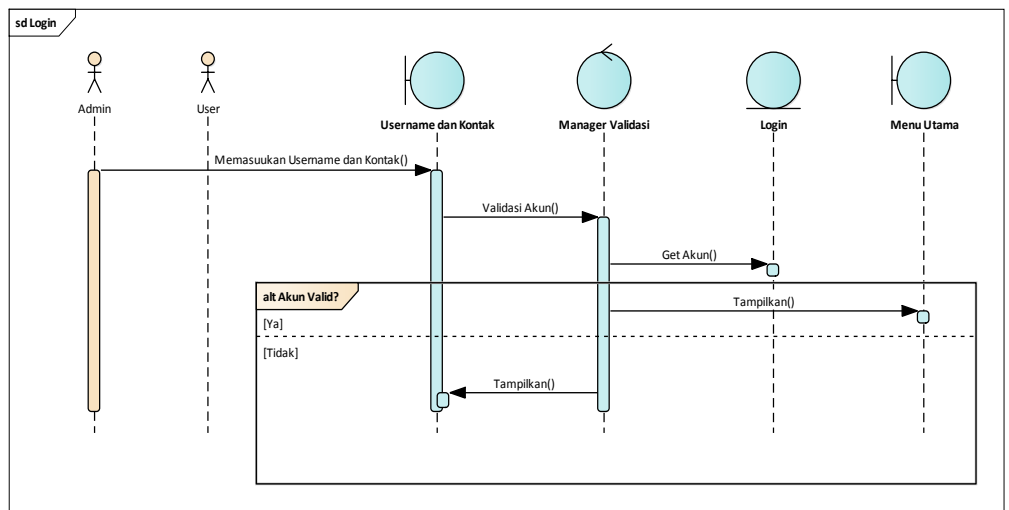 sd Login
Admin
User
Username dan Kontak
Manager Validasi
Login
Menu Utama
Memasuukan Username dan Kontak()
Validasi Akun()
Get Akun()
alt Akun Valid?
Tampilkan()
[Ya]
[Tidak]
Tampilkan()